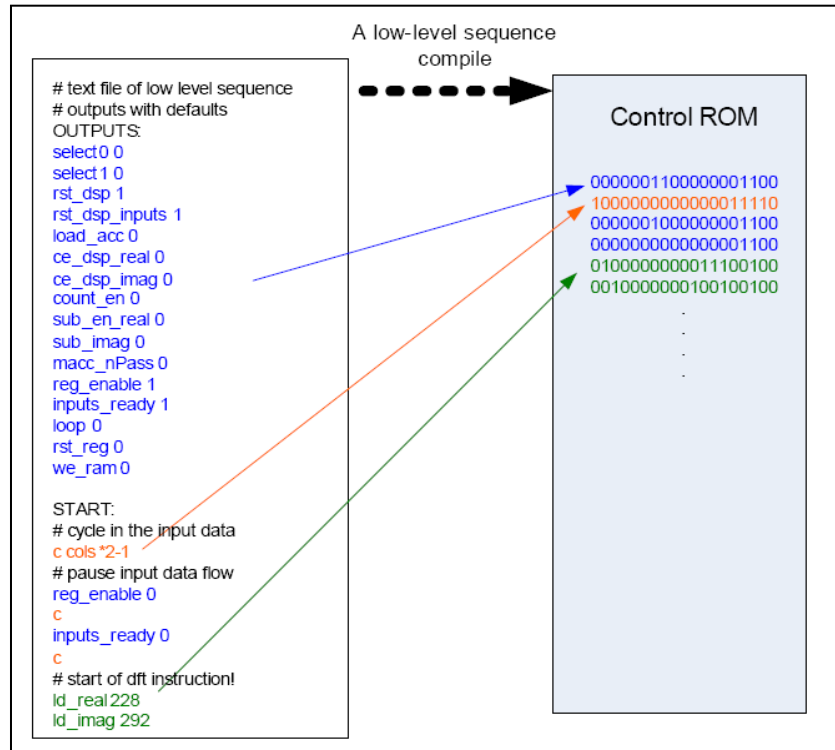 A low-level sequence
compile
# text file of low level sequence
# outputs with defaults
OUTPUTS:
select0 0
select1 0
rst_dsp 1
rst_dsp_inputs 1
load_acc 0
ce_dsp_real 0
ce_dsp_imag 0
count_en 0
sub_en_real 0
sub_imag 0
macc_nPass 0
reg_enable 1
inputs_ready 1
loop 0
rst_reg 0
we_ram 0
START:
# cycle in the input data
c cols *2-1
# pause input data flow
reg_enable 0
c
inputs_ready 0
c
# start of dft instruction!
ld_real 228
ld_imag 292
Control ROM
0000001100000001100
1000000000000011110
0000001000000001100
0000000000000001100
0100000000011100100
0010000000100100100
.
.
.
.